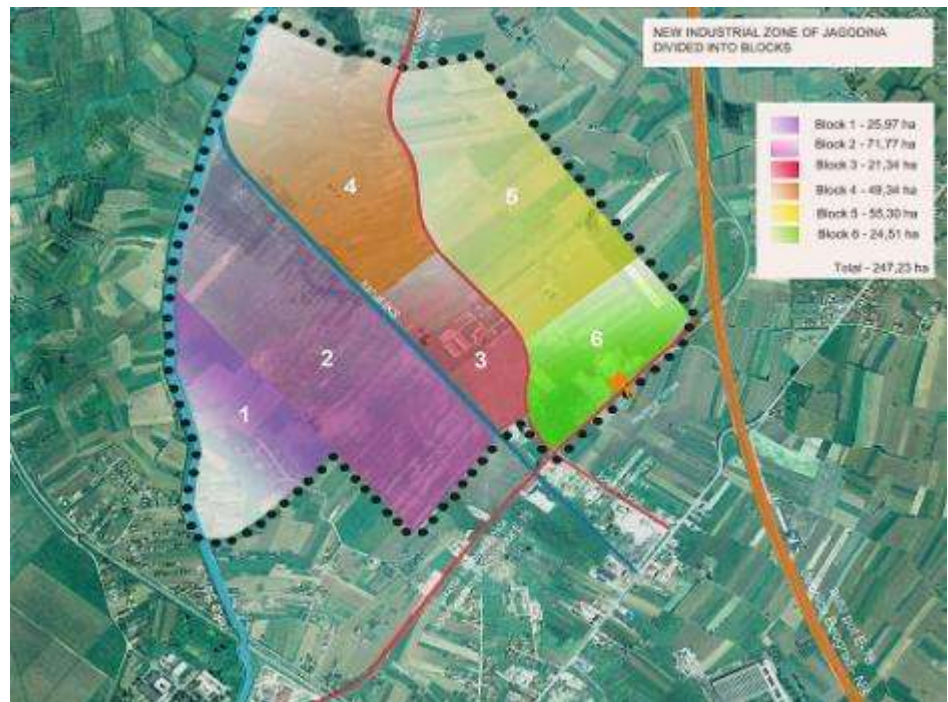 NEW INDUSTRIAL ZONE OF JAGODINA
DIVIDED INTO BLOCKS
Block 1 - 25,97 ha
Block 2 - 71,77 ha
Block 3 - 21,34 ha
Block 4 - 49,34 ha
Block 5 - 55,30 ha
Block 6 - 24,51 ha
Total - 247,23 ha
4
5
2
3
6
1